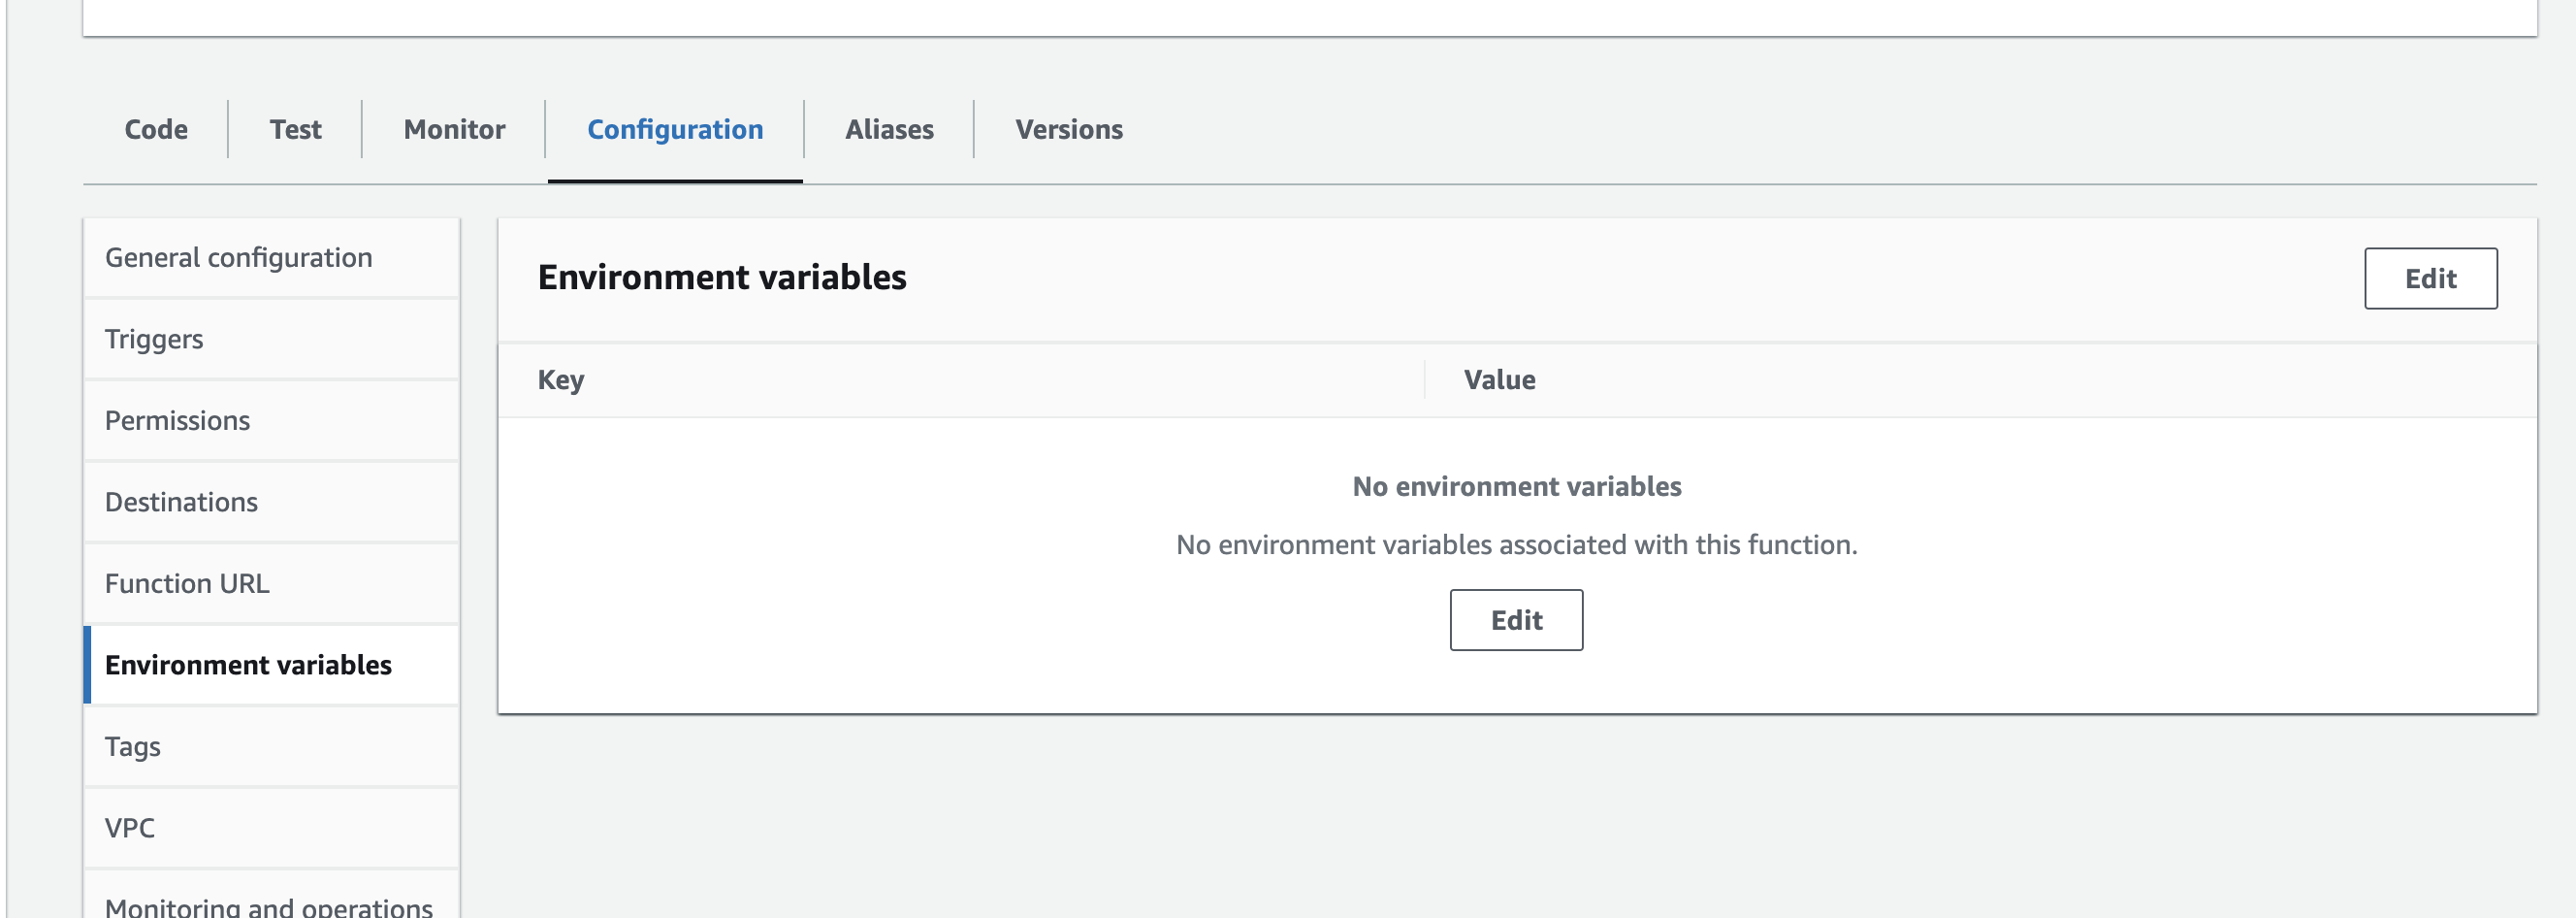 Code Test Monitor Configuration Aliases Versions
General configuration
Triggers
Permissions
Destinations
Function URL
Environment variables
Tags
VPC
Monitoring and operations
Environment variables Edit
Key Value
No environment variables
No environment variables associated with this function.
Edit